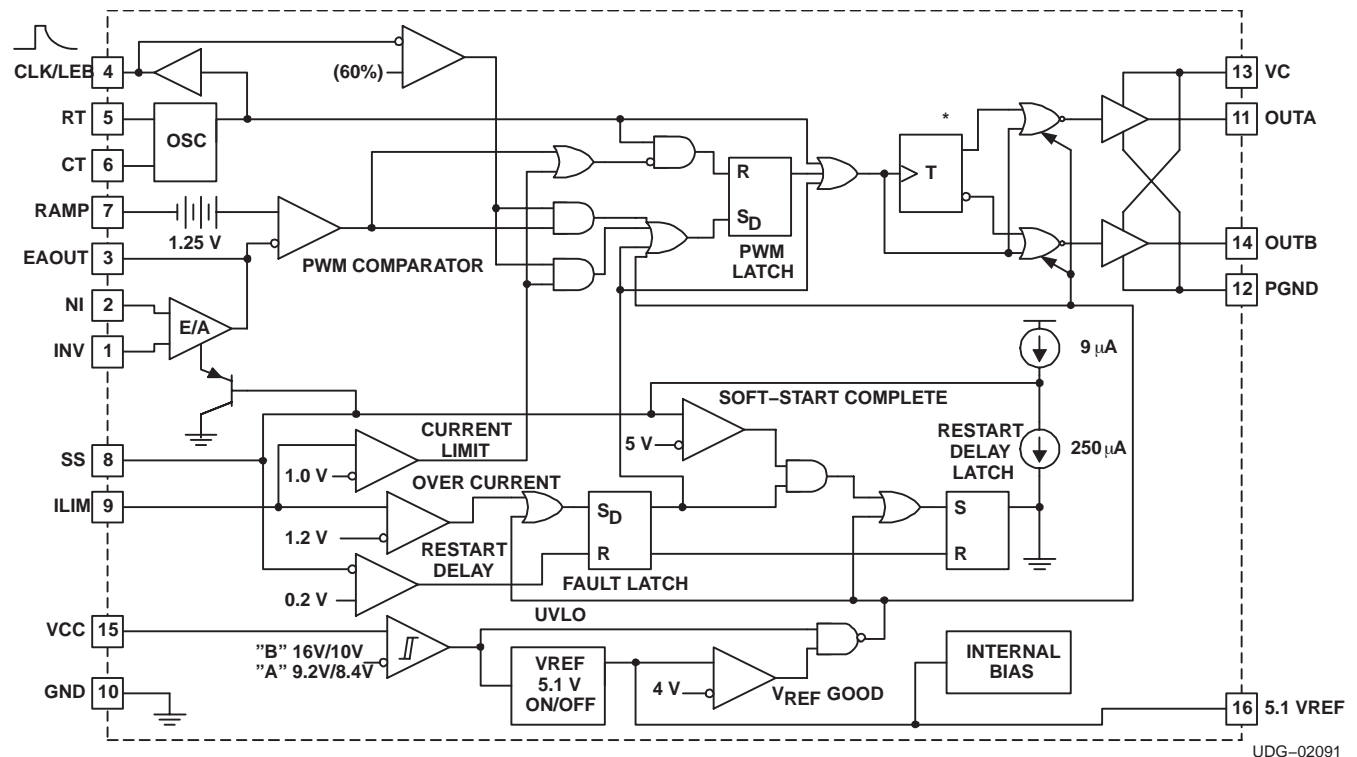 CLK/LEB 4
(60%)
13 VC
RT 5
OSC
*
11 OUTA
CT 6
R
T
RAMP 7
1.25 V
SD
EAOUT 3
PWM COMPARATOR
PWM
LATCH
14 OUTB
NI 2
E/A
12 PGND
INV 1
9 µA
SOFT−START COMPLETE
5 V
CURRENT
LIMIT
RESTART
DELAY
LATCH
250 µA
SS 8
1.0 V
OVER CURRENT
ILIM 9
SD
S
1.2 V
RESTART
DELAY
R
R
FAULT LATCH
0.2 V
UVLO
VCC 15
”B” 16V/10V
”A” 9.2V/8.4V
VREF
5.1 V
ON/OFF
4 V
VREF GOOD
INTERNAL
BIAS
GND 10
16 5.1 VREF
UDG−02091